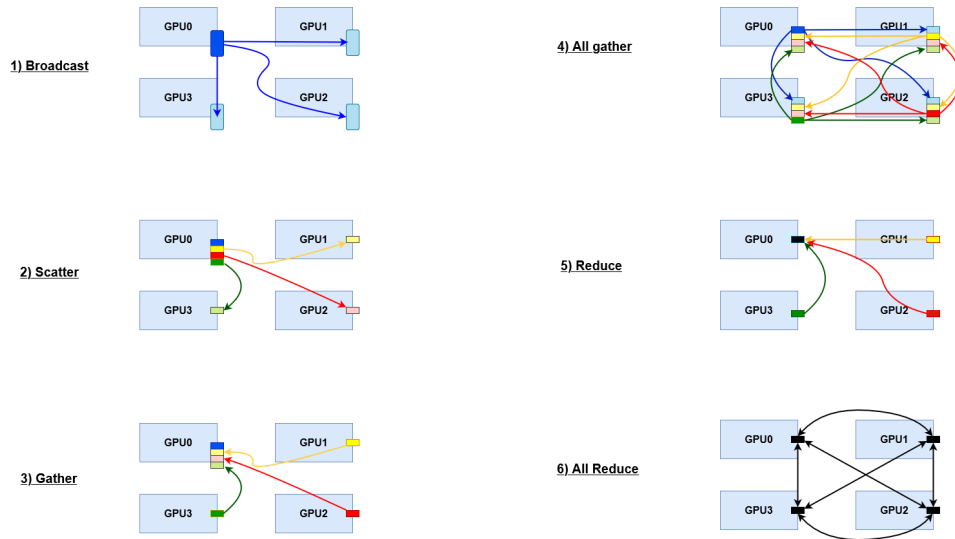 1) Broadcast
GPU0
GPU1
GPU3
GPU2
2) Scatter
GPU0
GPU1
GPU3
GPU2
3) Gather
GPU0
GPU1
GPU3
GPU2
4) All gather
GPU0
GPU1
GPU3
GPU2
5) Reduce
GPU0
GPU1
GPU3
GPU2
6) All Reduce
GPU0
GPU1
GPU3
GPU2